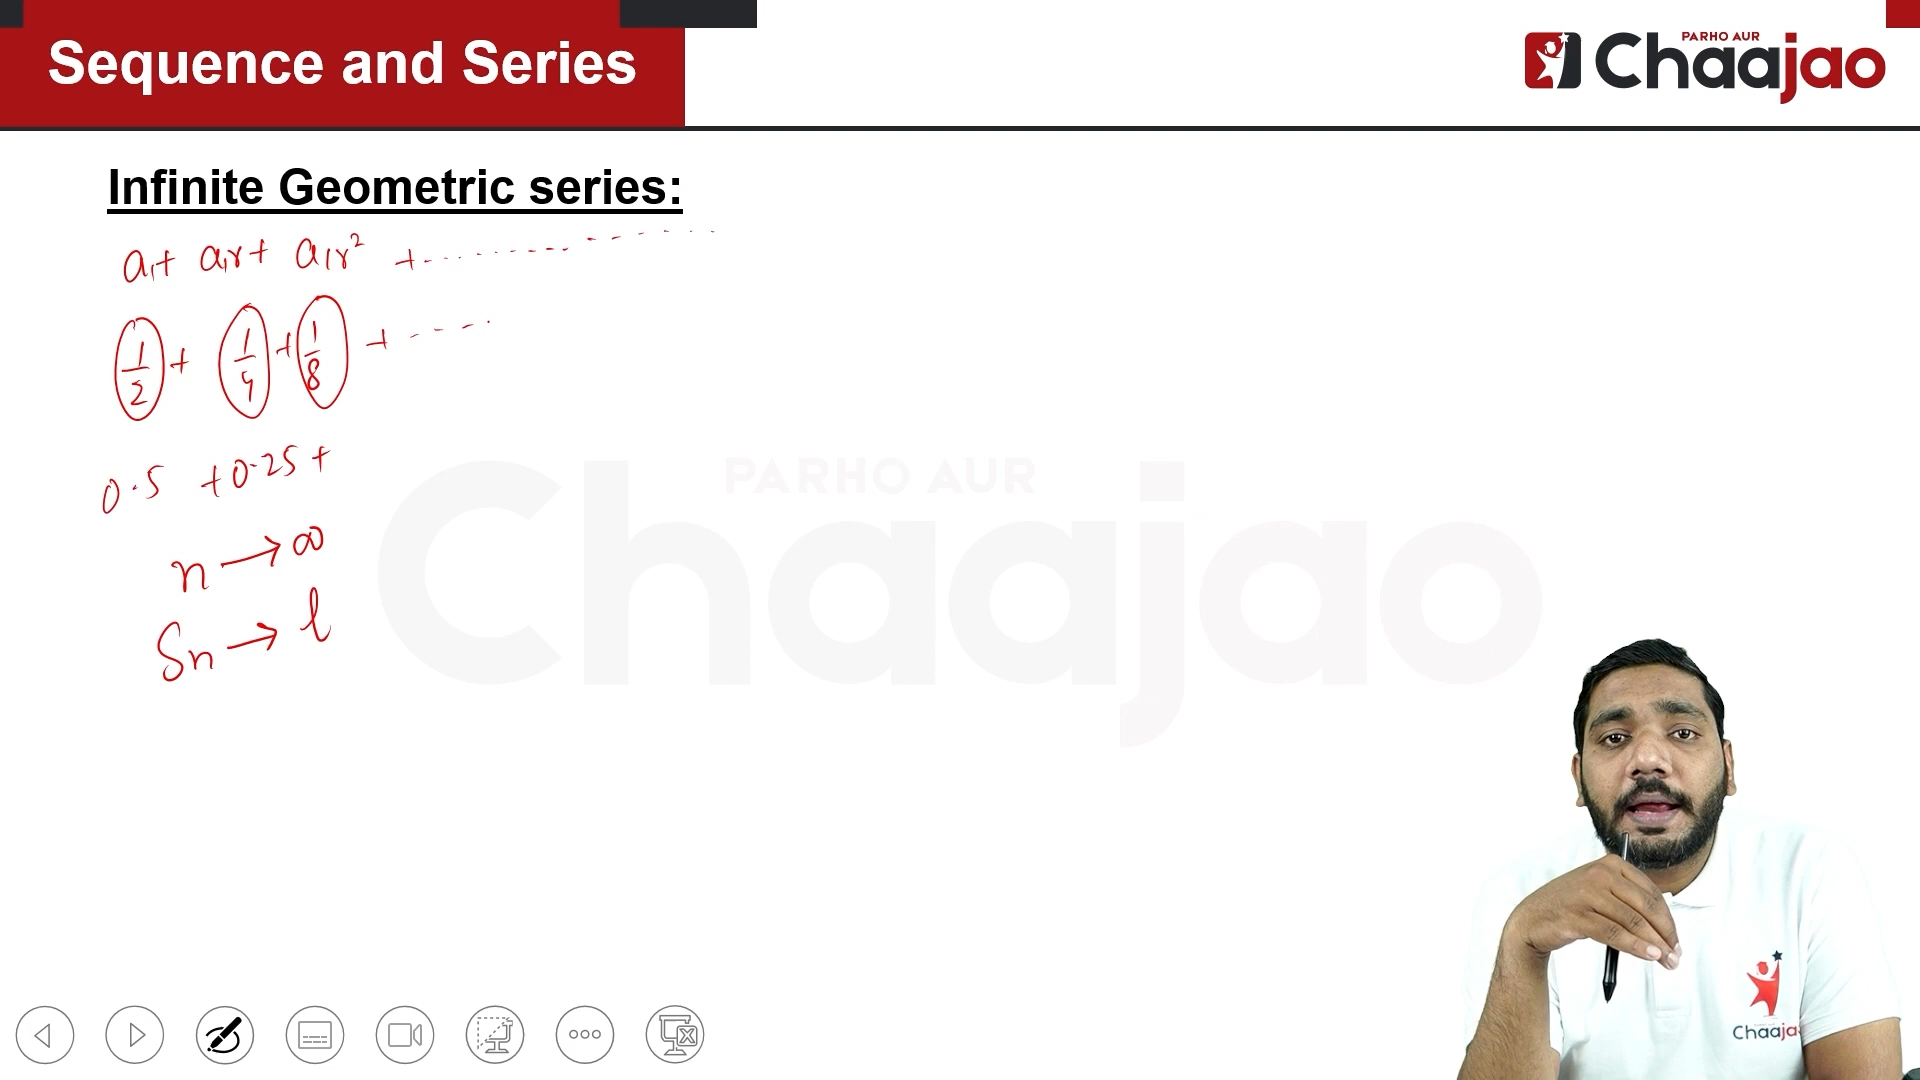 Sequence and Series
PARHO AUR
Chaajao
Infinite Geometric series:
a₁+ a₁r+ a₁r² +--------------
1/2 + 1/4 + 1/8 + ----
0.5 +0.25+
n → ∞
Sn → l
PARHO AUR
Chaajao
Chaaja